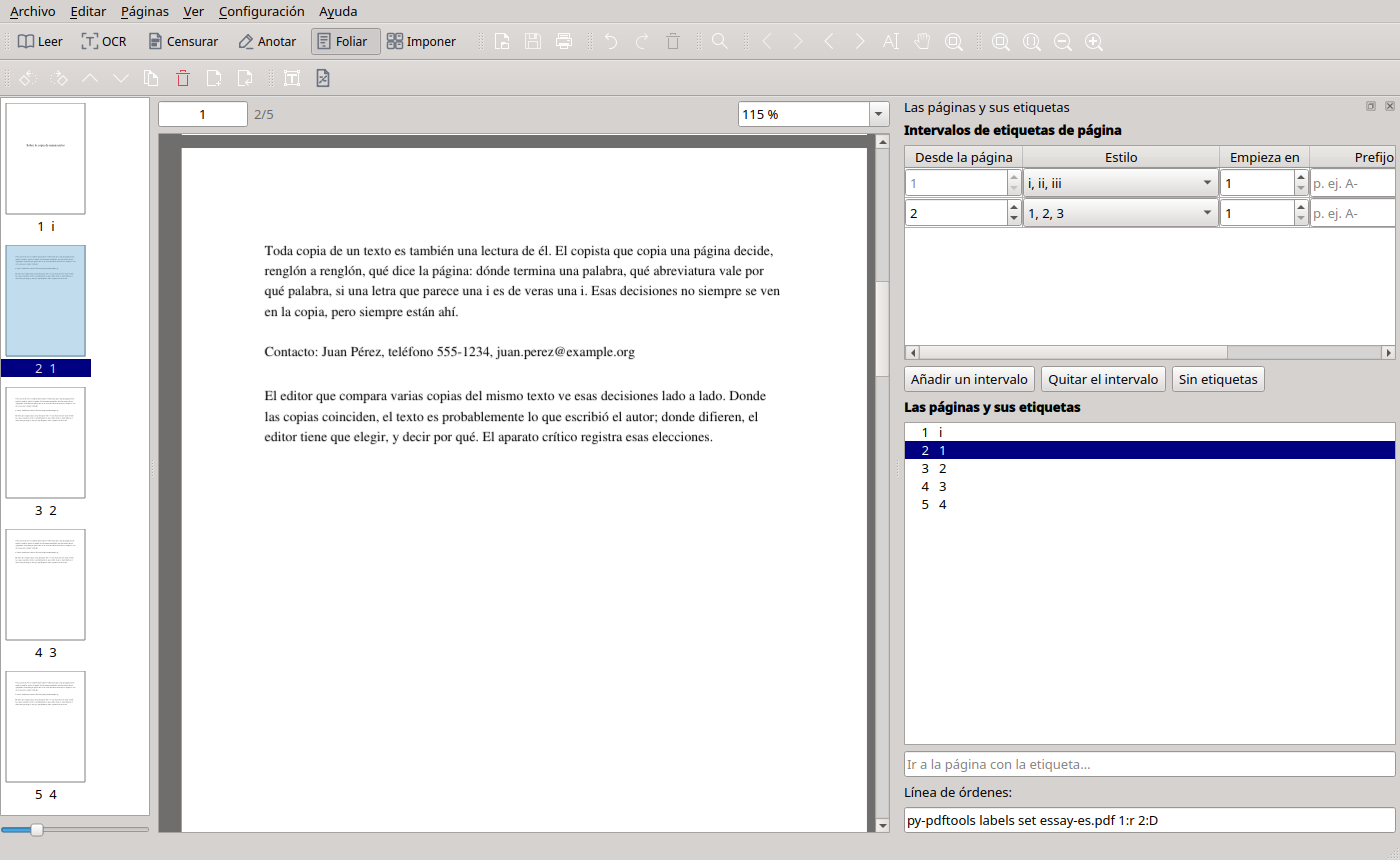 Archivo Editar Páginas Ver Configuración Ayuda
Leer OCR Censurar Anotar Foliar Imponer
1 i
2 1
3 2
4 3
5 4
1 2/5 115 %
Toda copia de un texto es también una lectura de él. El copista que copia una página decide,
renglón a renglón, qué dice la página: dónde termina una palabra, qué abreviatura vale por
qué palabra, si una letra que parece una i es de veras una i. Esas decisiones no siempre se ven
en la copia, pero siempre están ahí.
Contacto: Juan Pérez, teléfono 555-1234, juan.perez@example.org
El editor que compara varias copias del mismo texto ve esas decisiones lado a lado. Donde
las copias coinciden, el texto es probablemente lo que escribió el autor; donde difieren, el
editor tiene que elegir, y decir por qué. El aparato crítico registra esas elecciones.
Las páginas y sus etiquetas
Intervalos de etiquetas de página
Desde la página Estilo Empieza en Prefijo
1 i, ii, iii 1 p. ej. A-
2 1, 2, 3 1 p. ej. A-
Añadir un intervalo Quitar el intervalo Sin etiquetas
Las páginas y sus etiquetas
1 i
2 1
3 2
4 3
5 4
Ir a la página con la etiqueta...
Línea de órdenes:
py-pdftools labels set essay-es.pdf 1:r 2:D